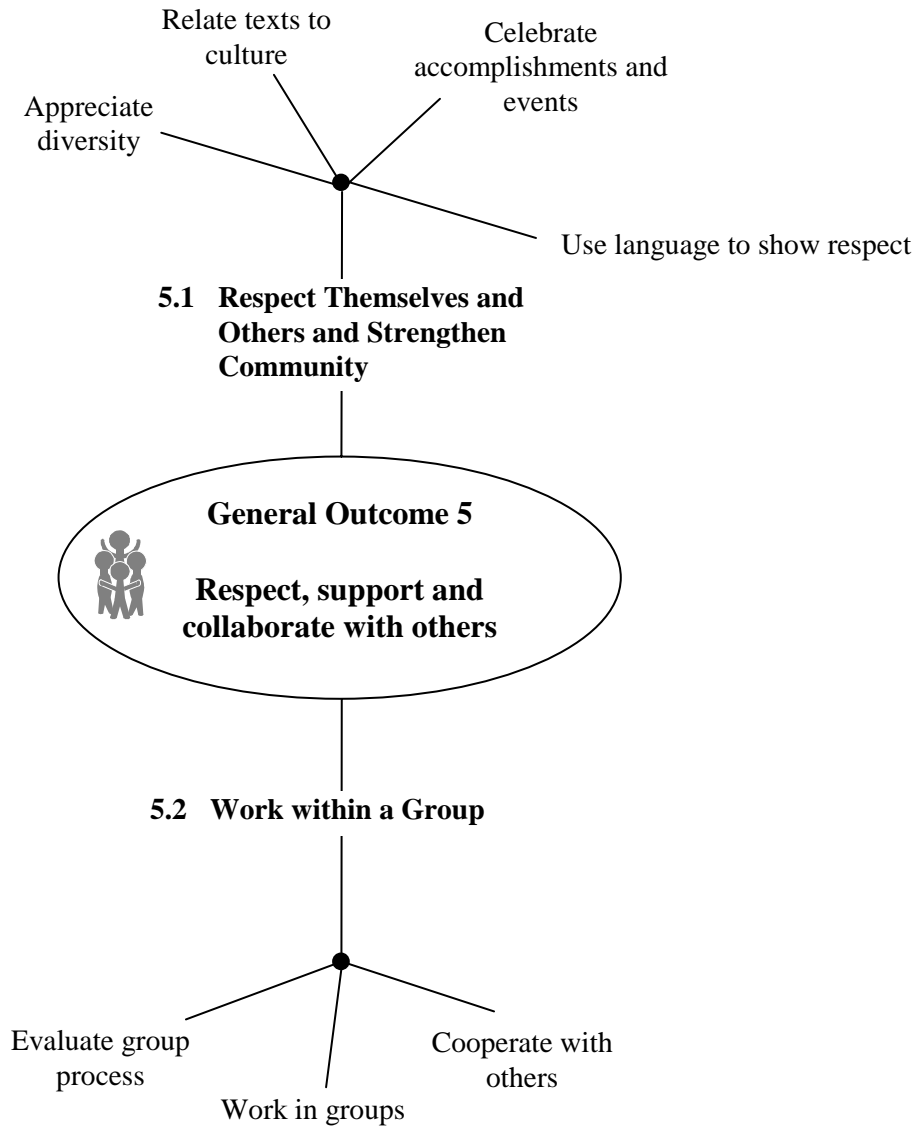 Relate texts to
culture
Celebrate
accomplishments and
events
Appreciate
diversity
Use language to show respect
5.1 Respect Themselves and
Others and Strengthen
Community
General Outcome 5
Respect, support and
collaborate with others
5.2 Work within a Group
Evaluate group
process
Cooperate with
others
Work in groups